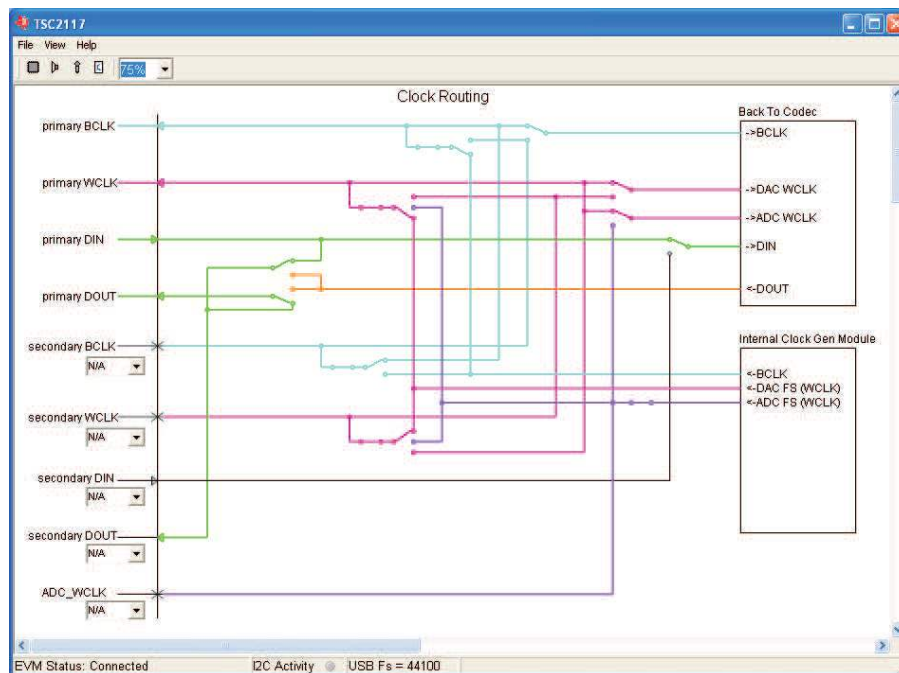 TSC2117
File View Help
75%
Clock Routing
Back To Codec
primary BCLK
->BCLK
primary WCLK
->DAC WCLK
->ADC WCLK
primary DIN
->DIN
primary DOUT
<-DOUT
secondary BCLK
N/A
Internal Clock Gen Module
<-BCLK
<-DAC FS (WCLK)
<-ADC FS (WCLK)
secondary WCLK
N/A
secondary DIN
N/A
secondary DOUT
N/A
ADC_WCLK
N/A
EVM Status: Connected I2C Activity USB Fs = 44100